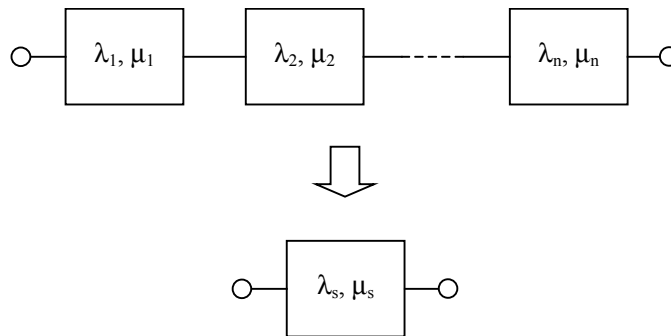 λ₁, μ₁
λ₂, μ₂
λₙ, μₙ
λₛ, μₛ